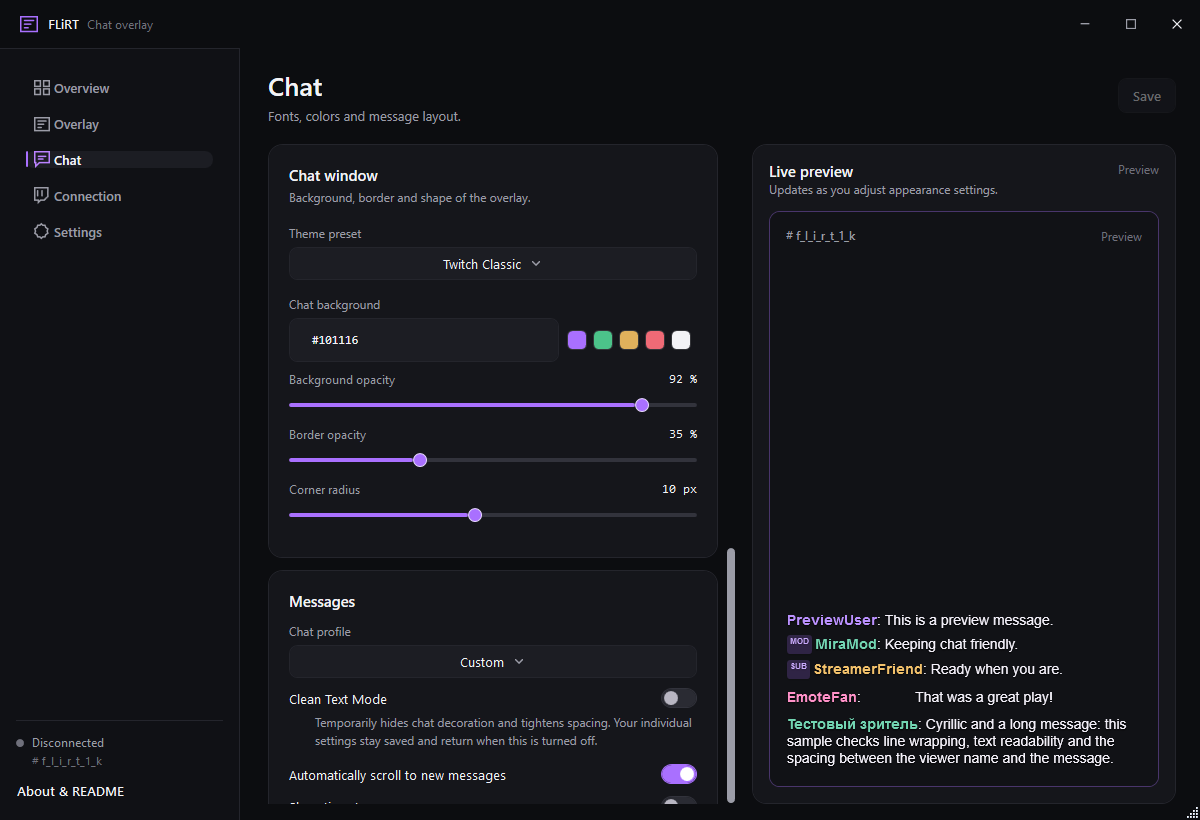 FLiRT Chat overlay
Overview
Overlay
Chat
Connection
Settings
Disconnected
# f_l_i_r_t_1_k
About & README
Chat
Fonts, colors and message layout.
Save
Chat window
Background, border and shape of the overlay.
Theme preset
Twitch Classic
Chat background
#101116
Background opacity 92 %
Border opacity 35 %
Corner radius 10 px
Messages
Chat profile
Custom
Clean Text Mode
Temporarily hides chat decoration and tightens spacing. Your individual
settings stay saved and return when this is turned off.
Automatically scroll to new messages
Live preview
Preview
Updates as you adjust appearance settings.
# f_l_i_r_t_1_k
Preview
PreviewUser: This is a preview message.
MOD MiraMod: Keeping chat friendly.
SUB StreamerFriend: Ready when you are.
EmoteFan: That was a great play!
Тестовый зритель: Cyrillic and a long message: this
sample checks line wrapping, text readability and the
spacing between the viewer name and the message.